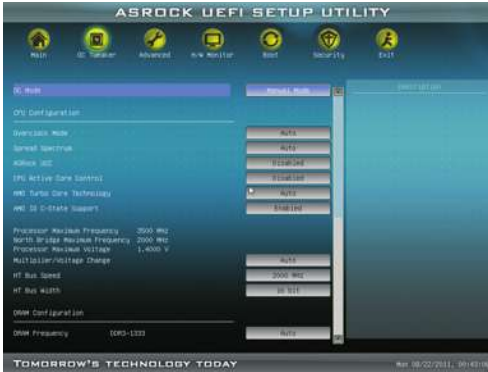 ASROCK UEFI SETUP UTILITY
Main OC Tweaker Advanced H/W Monitor Boot Security Exit
OC Mode Manual Mode
Description
CPU Configuration
Overclock Mode Auto
Spread Spectrum Auto
ASRock UCC Disabled
CPU Active Core Control Disabled
AMD Turbo Core Technology Auto
AMD C6 C-State Support Enabled
Processor Maximum Frequency 3500 MHz
North Bridge Maximum Frequency 2000 MHz
Processor Maximum Voltage 1.4000 V
Multiplier/Voltage Change Auto
HT Bus Speed 2000 MHz
HT Bus Width 16 Bit
DRAM Configuration
DRAM Frequency DDR3-1333 Auto
TOMORROW'S TECHNOLOGY TODAY
Mon 08/22/2011,